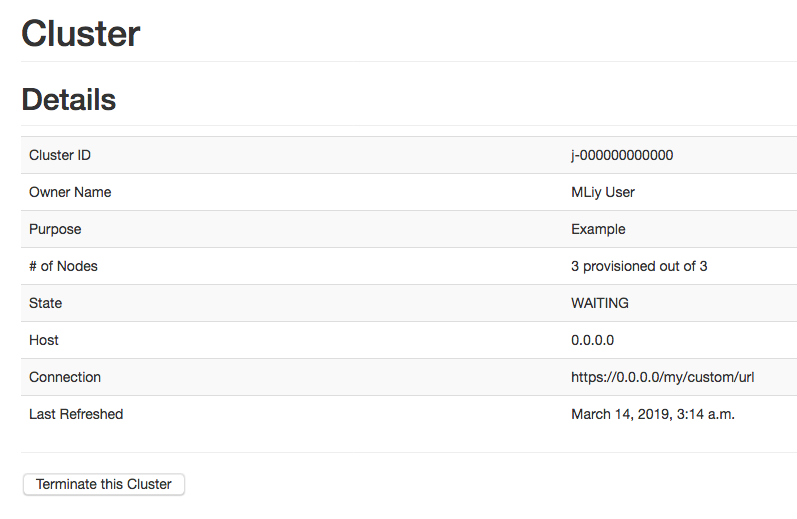 Cluster
Details
Cluster ID j-000000000000
Owner Name MLiy User
Purpose Example
# of Nodes 3 provisioned out of 3
State WAITING
Host 0.0.0.0
Connection https://0.0.0.0/my/custom/url
Last Refreshed March 14, 2019, 3:14 a.m.
Terminate this Cluster